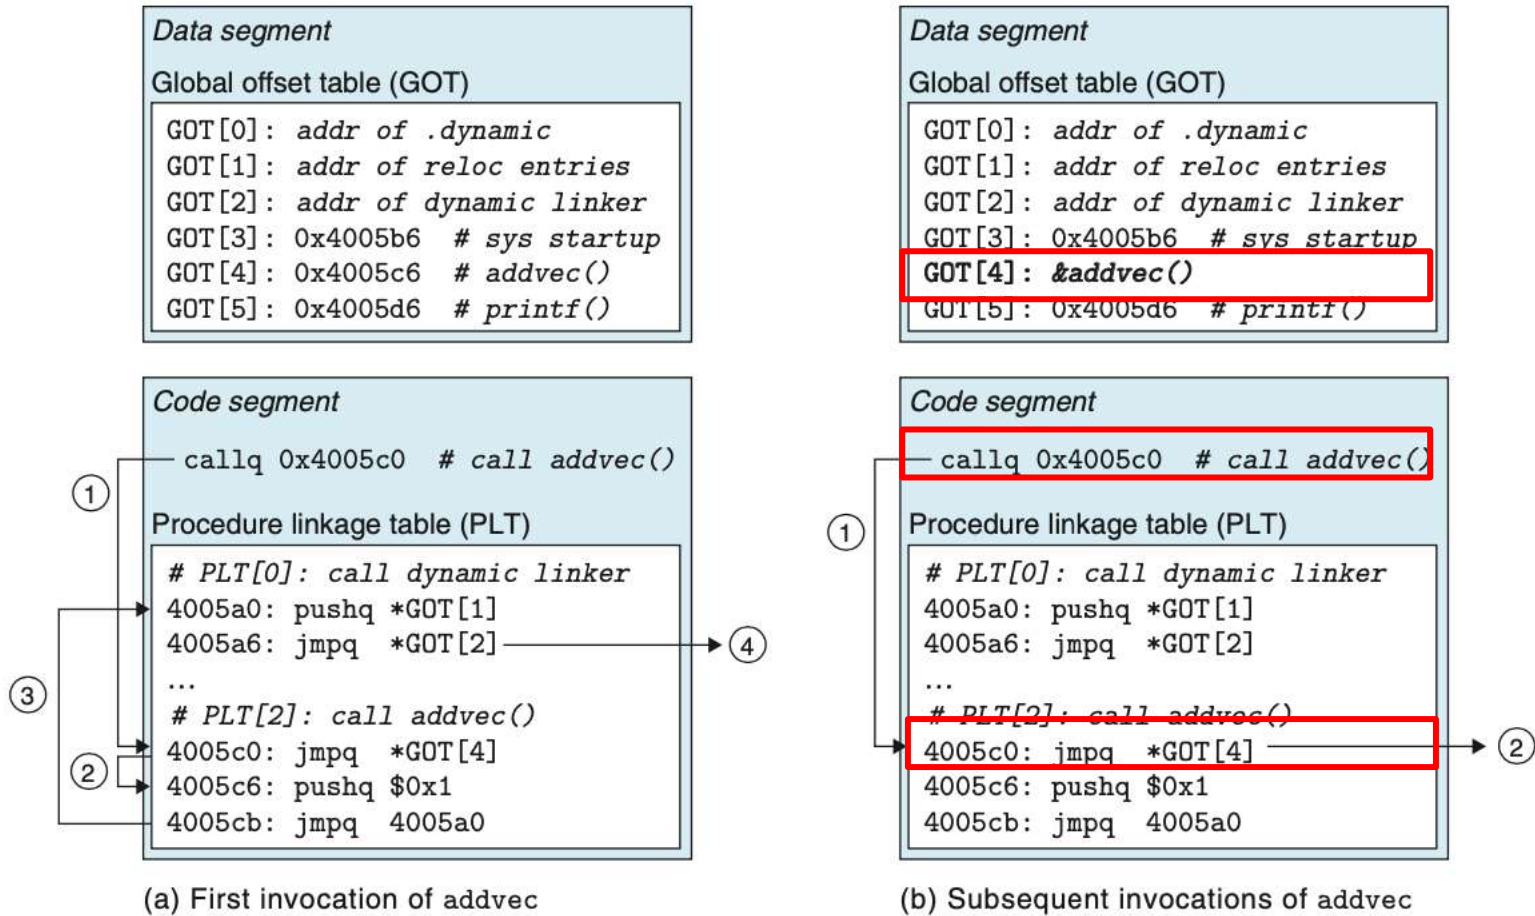 Data segment
Global offset table (GOT)
GOT[0]: addr of .dynamic
GOT[1]: addr of reloc entries
GOT[2]: addr of dynamic linker
GOT[3]: 0x4005b6 # sys startup
GOT[4]: 0x4005c6 # addvec()
GOT[5]: 0x4005d6 # printf()
Code segment
callq 0x4005c0 # call addvec()
①
Procedure linkage table (PLT)
# PLT[0]: call dynamic linker
4005a0: pushq *GOT[1]
4005a6: jmpq *GOT[2]
④
...
③
# PLT[2]: call addvec()
4005c0: jmpq *GOT[4]
②
4005c6: pushq $0x1
4005cb: jmpq 4005a0
(a) First invocation of addvec
Data segment
Global offset table (GOT)
GOT[0]: addr of .dynamic
GOT[1]: addr of reloc entries
GOT[2]: addr of dynamic linker
GOT[3]: 0x4005b6 # sys startup
GOT[4]: &addvec()
GOT[5]: 0x4005d6 # printf()
Code segment
callq 0x4005c0 # call addvec()
①
Procedure linkage table (PLT)
# PLT[0]: call dynamic linker
4005a0: pushq *GOT[1]
4005a6: jmpq *GOT[2]
...
# PLT[2]: call addvec()
4005c0: jmpq *GOT[4]
②
4005c6: pushq $0x1
4005cb: jmpq 4005a0
(b) Subsequent invocations of addvec